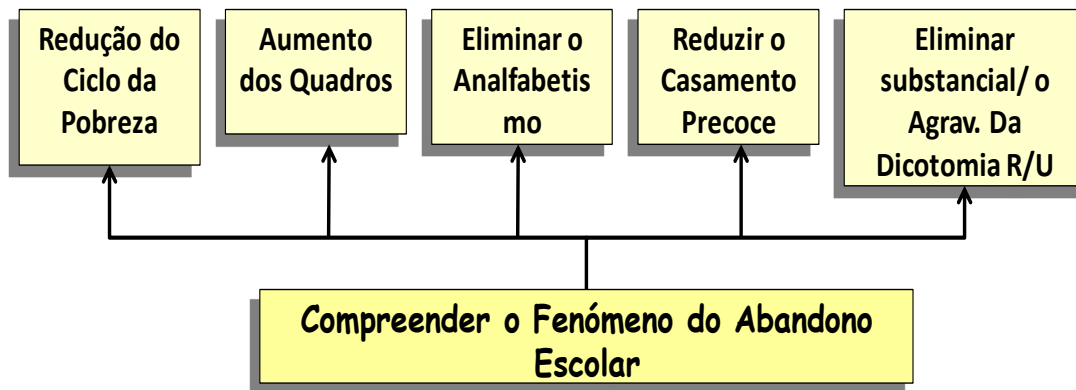 Redução do
Ciclo da
Pobreza
Aumento
dos Quadros
Eliminar o
Analfabetis
mo
Reduzir o
Casamento
Precoce
Eliminar
substancial/ o
Agrav. Da
Dicotomia R/U
Compreender o Fenómeno do Abandono
Escolar